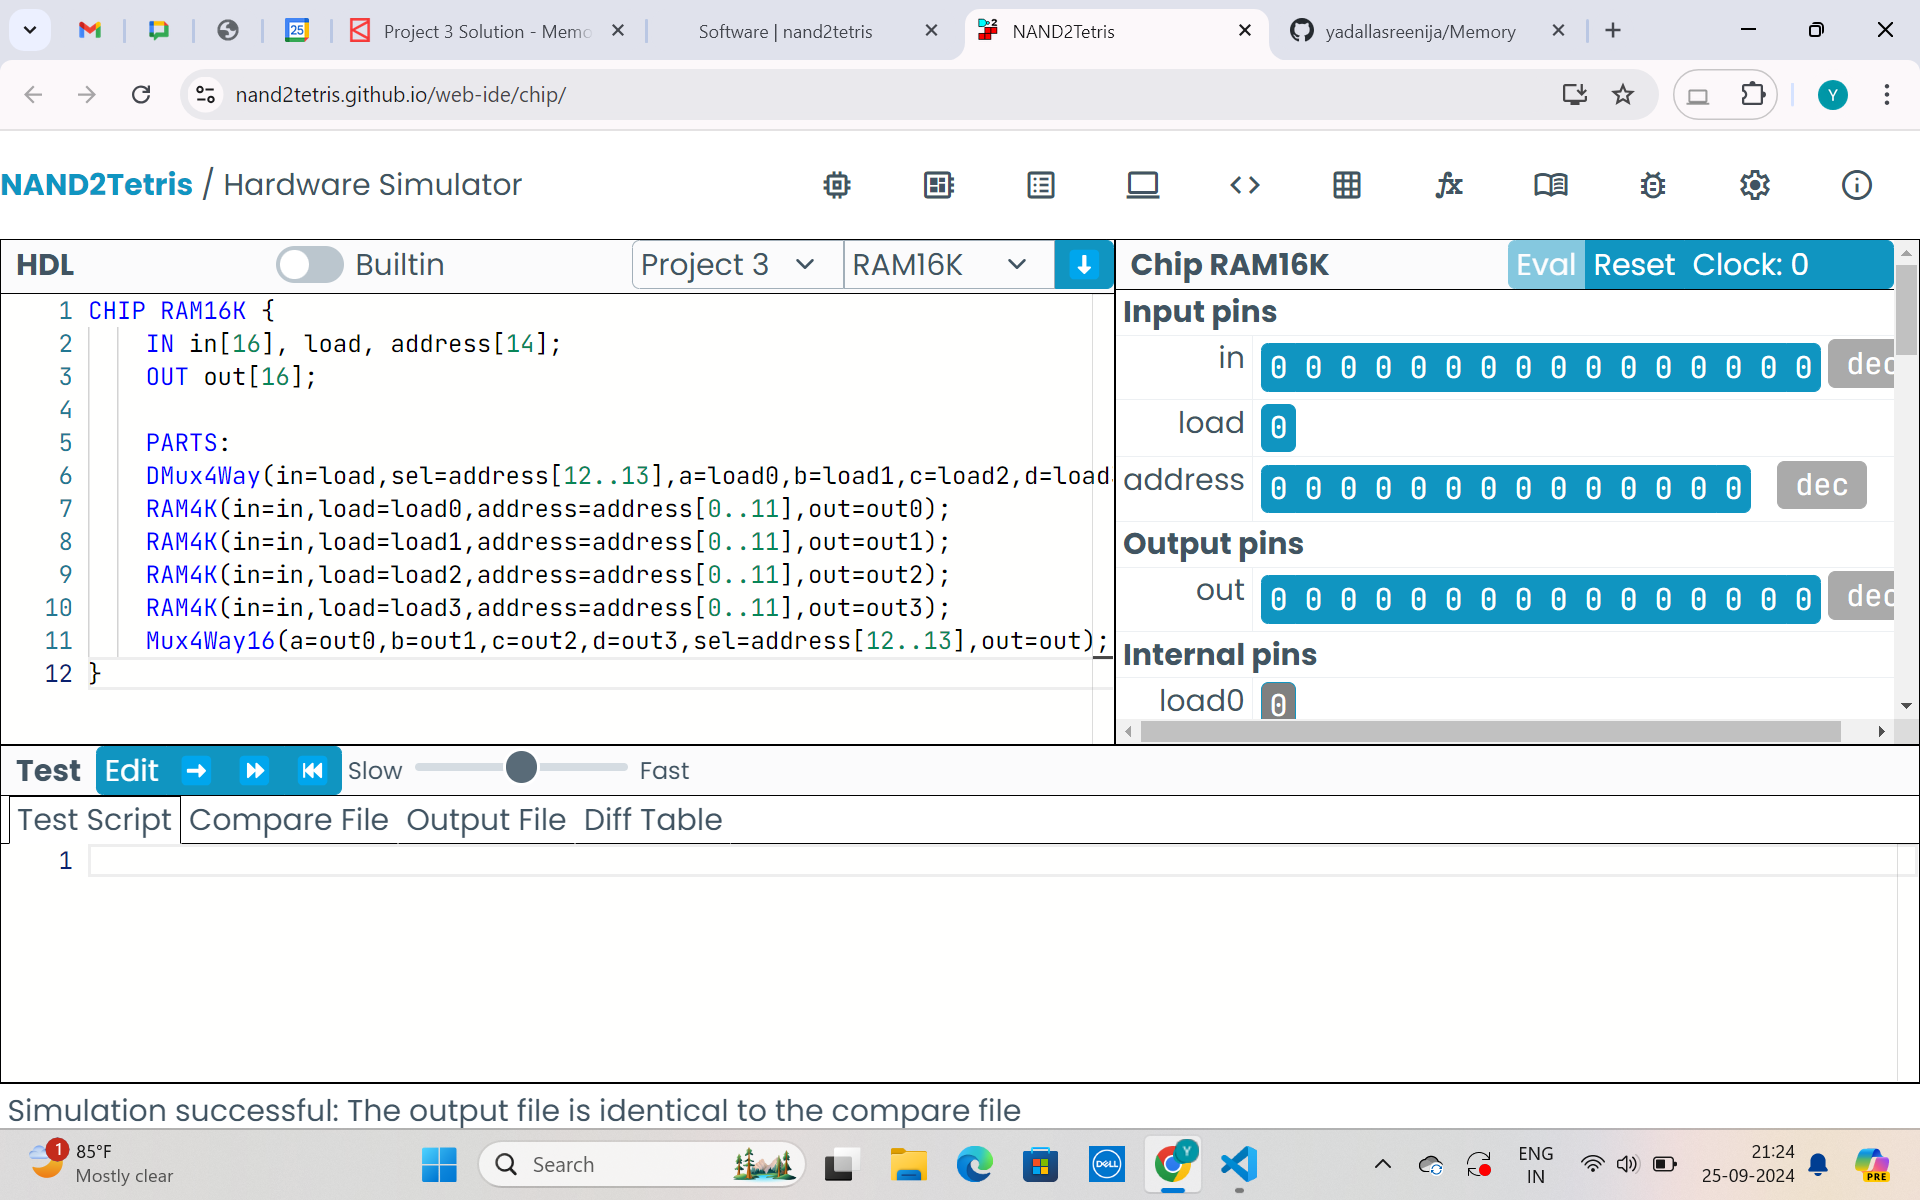 Project 3 Solution - Memo
Software | nand2tetris
NAND2Tetris
yadallasreenija/Memory
nand2tetris.github.io/web-ide/chip/
Y
NAND2Tetris / Hardware Simulator
HDL
Builtin
Project 3
RAM16K
1 CHIP RAM16K {
2 IN in[16], load, address[14];
3 OUT out[16];
4
5 PARTS:
6 DMux4Way(in=load,sel=address[12..13],a=load0,b=load1,c=load2,d=load
7 RAM4K(in=in,load=load0,address=address[0..11],out=out0);
8 RAM4K(in=in,load=load1,address=address[0..11],out=out1);
9 RAM4K(in=in,load=load2,address=address[0..11],out=out2);
10 RAM4K(in=in,load=load3,address=address[0..11],out=out3);
11 Mux4Way16(a=out0,b=out1,c=out2,d=out3,sel=address[12..13],out=out);
12 }
Chip RAM16K
Eval Reset Clock: 0
Input pins
in 0 0 0 0 0 0 0 0 0 0 0 0 0 0 0 0 dec
load 0
address 0 0 0 0 0 0 0 0 0 0 0 0 0 0 dec
Output pins
out 0 0 0 0 0 0 0 0 0 0 0 0 0 0 0 0 dec
Internal pins
load0 0
Test Edit Slow Fast
Test Script Compare File Output File Diff Table
1
Simulation successful: The output file is identical to the compare file
1
85°F
Mostly clear
Search
DELL
Y
ENG
IN
21:24
25-09-2024
PRE